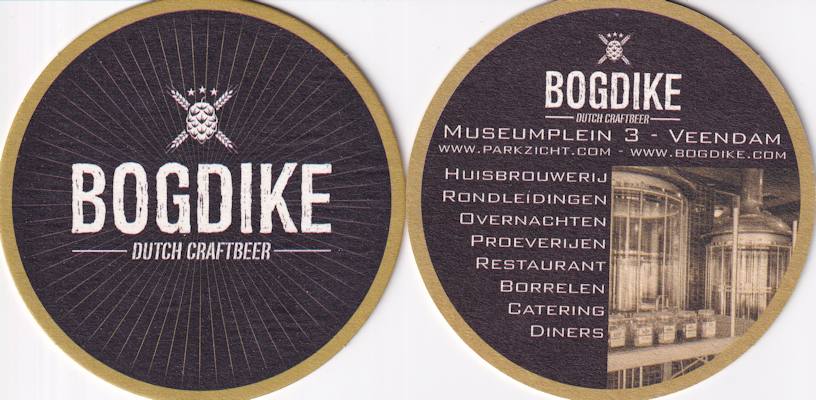 BOGDIKE
DUTCH CRAFTBEER
BOGDIKE
DUTCH CRAFTBEER
MUSEUMPLEIN 3 - VEENDAM
WWW.PARKZICHT.COM - WWW.BOGDIKE.COM
HUISBROUWERIJ
RONDLEÍDINGEN
OVERNACHTEN
PROEVERIJEN
RESTAURANT
BORRELEN
CATERING
DINERS